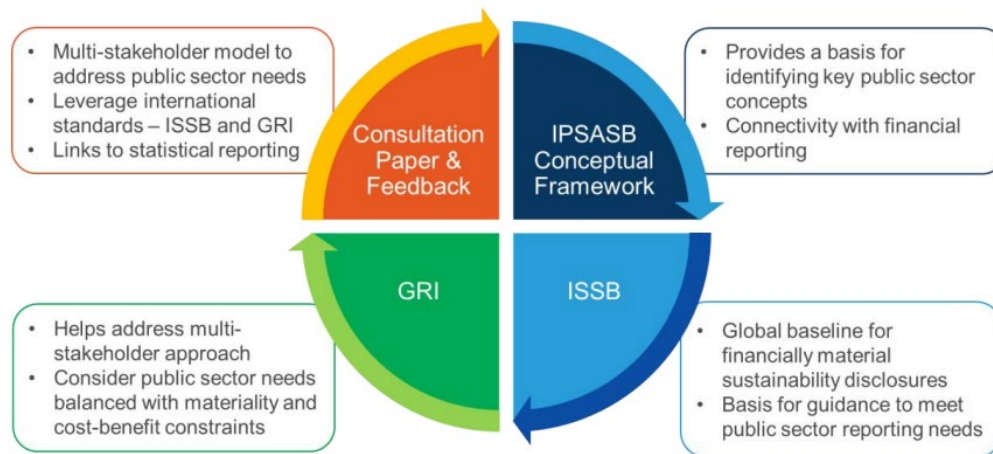 • Multi-stakeholder model to
address public sector needs
• Leverage international
standards – ISSB and GRI
• Links to statistical reporting
Consultation
Paper &
Feedback
IPSASB
Conceptual
Framework
• Provides a basis for
identifying key public sector
concepts
• Connectivity with financial
reporting
• Helps address multi-
stakeholder approach
• Consider public sector needs
balanced with materiality and
cost-benefit constraints
GRI
ISSB
• Global baseline for
financially material
sustainability disclosures
• Basis for guidance to meet
public sector reporting needs